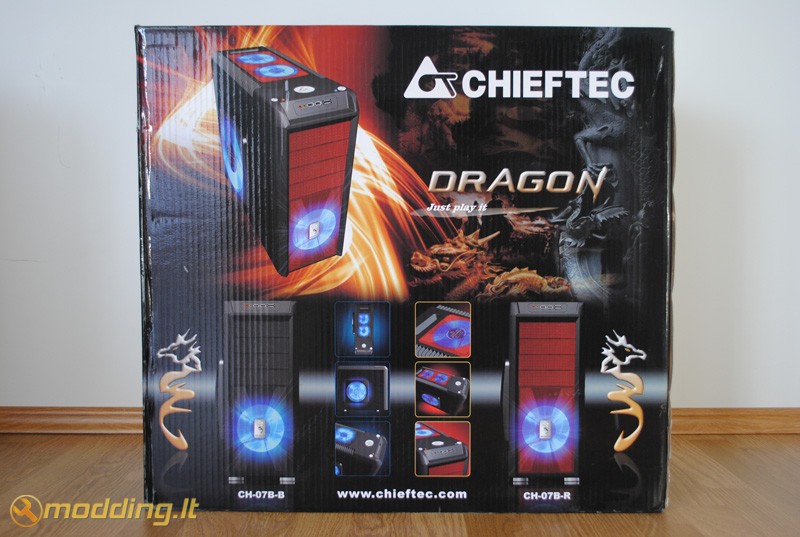 CHIEFTEC
DRAGON
Just play it
CH-07B-B
www.chieftec.com
CH-07B-R
modding.lt